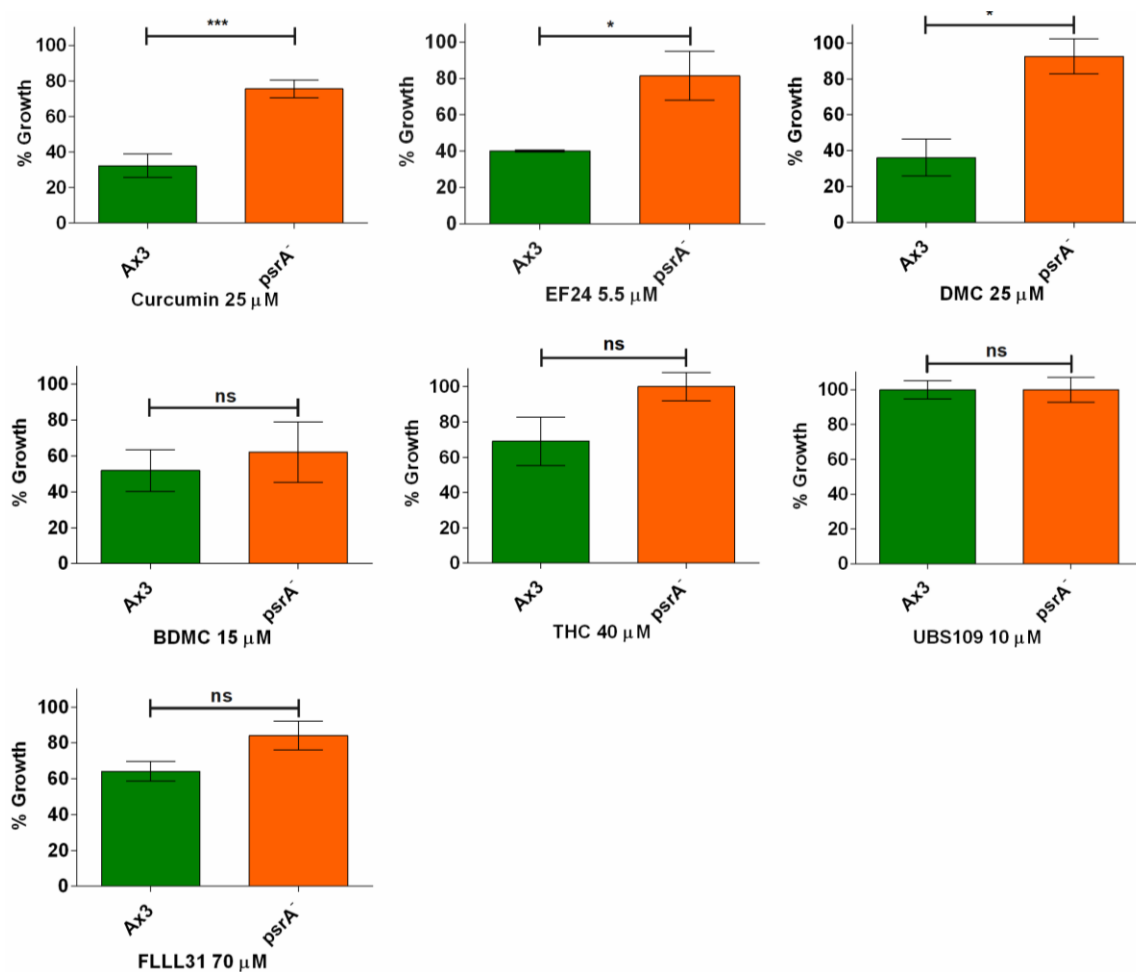 ***
% Growth
100
80
60
40
20
0
Ax3 psrA-
Curcumin 25 μM
*
% Growth
100
80
60
40
20
0
Ax3 psrA-
EF24 5.5 μM
*
% Growth
100
80
60
40
20
0
Ax3 psrA-
DMC 25 μM
ns
% Growth
100
80
60
40
20
0
Ax3 psrA-
BDMC 15 μM
ns
% Growth
100
80
60
40
20
0
Ax3 psrA-
THC 40 μM
ns
% Growth
100
80
60
40
20
0
Ax3 psrA-
UBS109 10 μM
ns
% Growth
100
80
60
40
20
0
Ax3 psrA-
FLLL31 70 μM